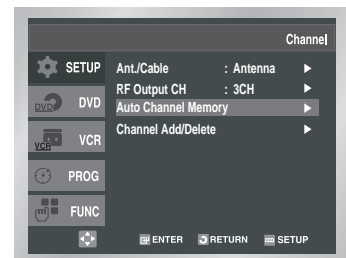 Channel
SETUP
Ant./Cable : Antenna ►
RF Output CH : 3CH ►
DVD DVD
Auto Channel Memory ►
Channel Add/Delete ►
VCR VCR
PROG
FUNC
ENTER RETURN SETUP